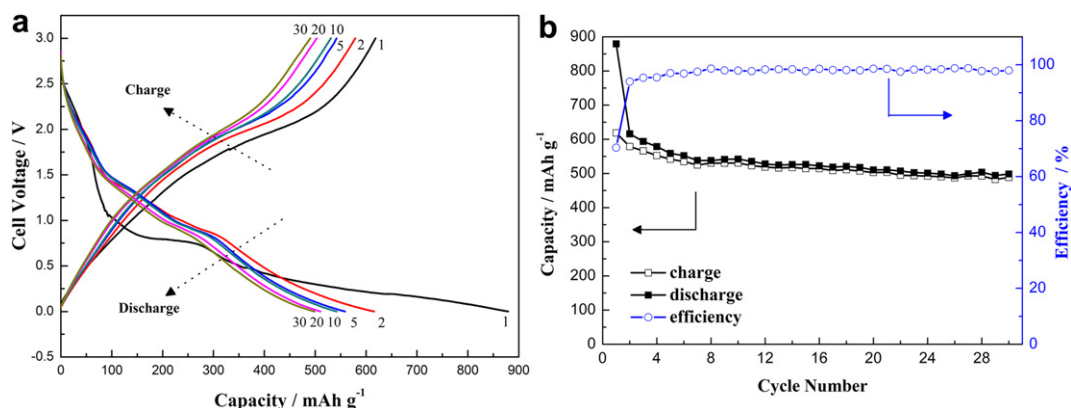 a
30 20 10
5 2 1
3.0
2.5
2.0
1.5
1.0
0.5
0.0
-0.5
Cell Voltage / V
Charge
Discharge
30 20 10 5 2 1
0 100 200 300 400 500 600 700 800 900
Capacity / mAh g⁻¹
b
900
800
700
600
500
400
300
200
100
0
Capacity / mAh g⁻¹
charge
discharge
efficiency
100
80
60
40
20
0
Efficiency / %
0 4 8 12 16 20 24 28
Cycle Number